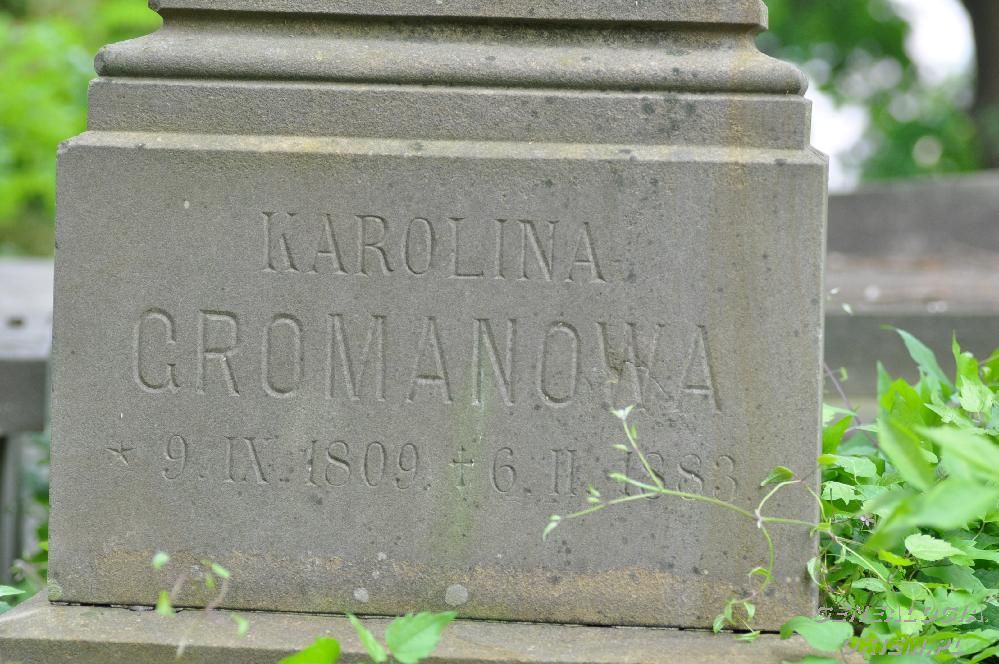 KAROLINA
GROMANOWA
* 9. IX. 1809. † 6. II. 1883.